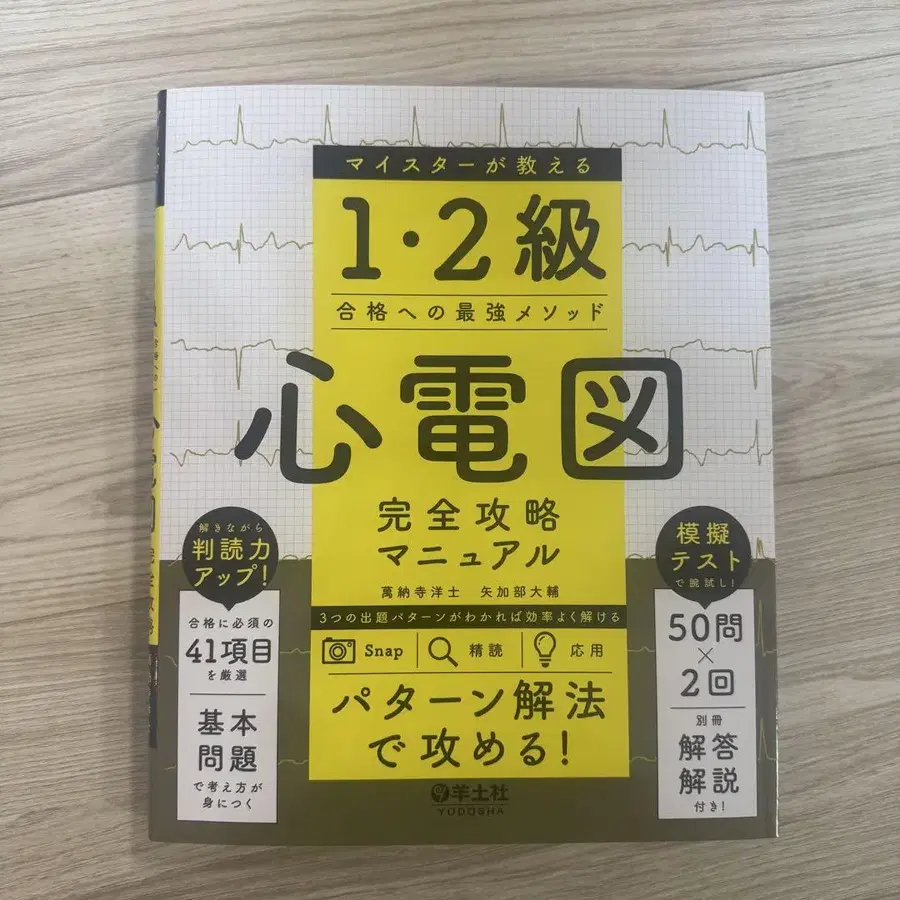 マイスターが教える
1・2級
合格への最強メソッド
心電図
完全攻略
マニュアル
萬納寺洋士 矢加部大輔
3つの出題パターンがわかれば効率よく解ける
Snap
精読
応用
パターン解法
で攻める!
羊土社
YODOSHA
解きながら
判読力
アップ!
合格に必須の
41項目
を厳選
基本
問題
で考え方が
身につく
模擬
テスト
で腕試し!
50問
×
2回
別冊
解答
解説
付き!